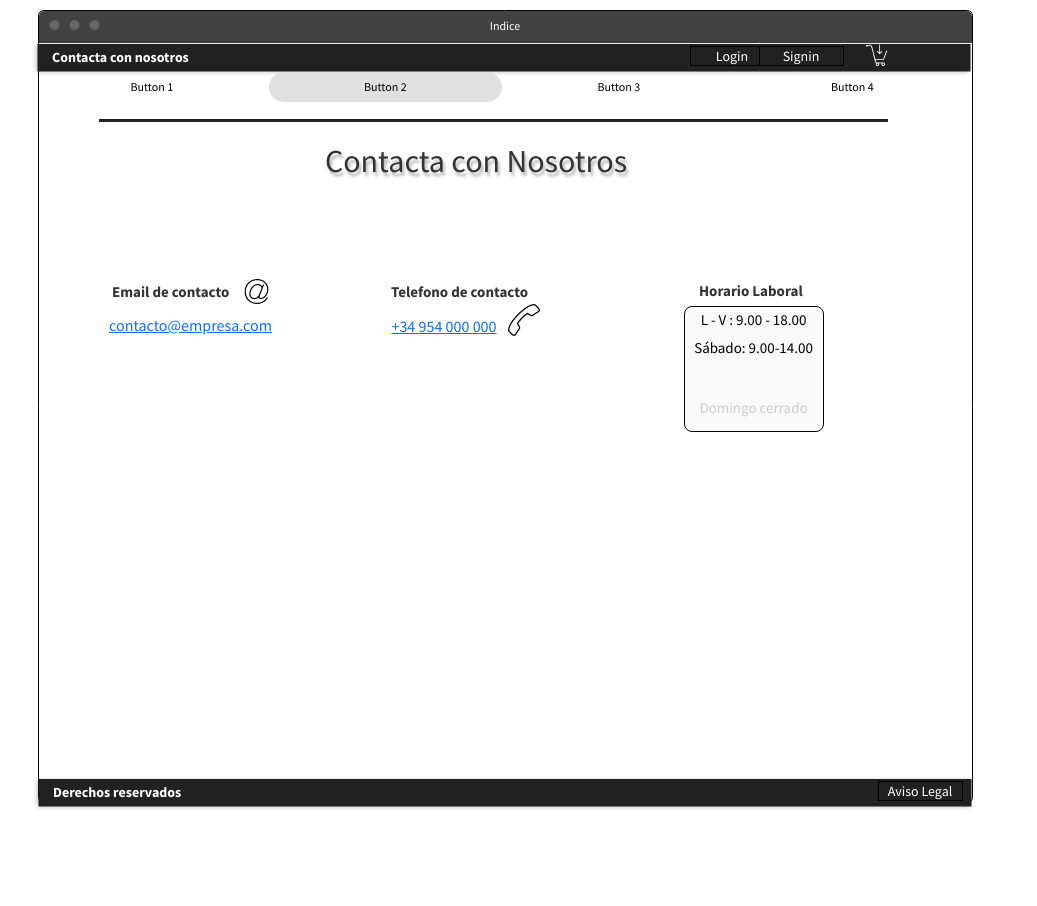 Indice
Contacta con nosotros
Login
Signin
Button 1
Button 2
Button 3
Button 4
Contacta con Nosotros
Email de contacto
@
contacto@empresa.com
Telefono de contacto
+34 954 000 000
Horario Laboral
L - V : 9.00 - 18.00
Sábado: 9.00-14.00
Domingo cerrado
Derechos reservados
Aviso Legal